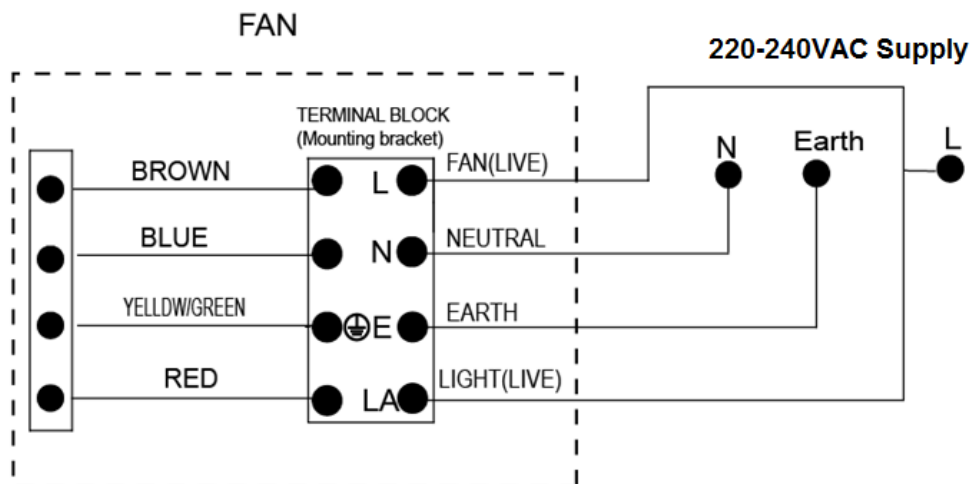 FAN
220-240VAC Supply
TERMINAL BLOCK
(Mounting bracket)
BROWN
L
FAN(LIVE)
N
Earth
L
BLUE
N
NEUTRAL
YELLDW/GREEN
E
EARTH
RED
LA
LIGHT(LIVE)